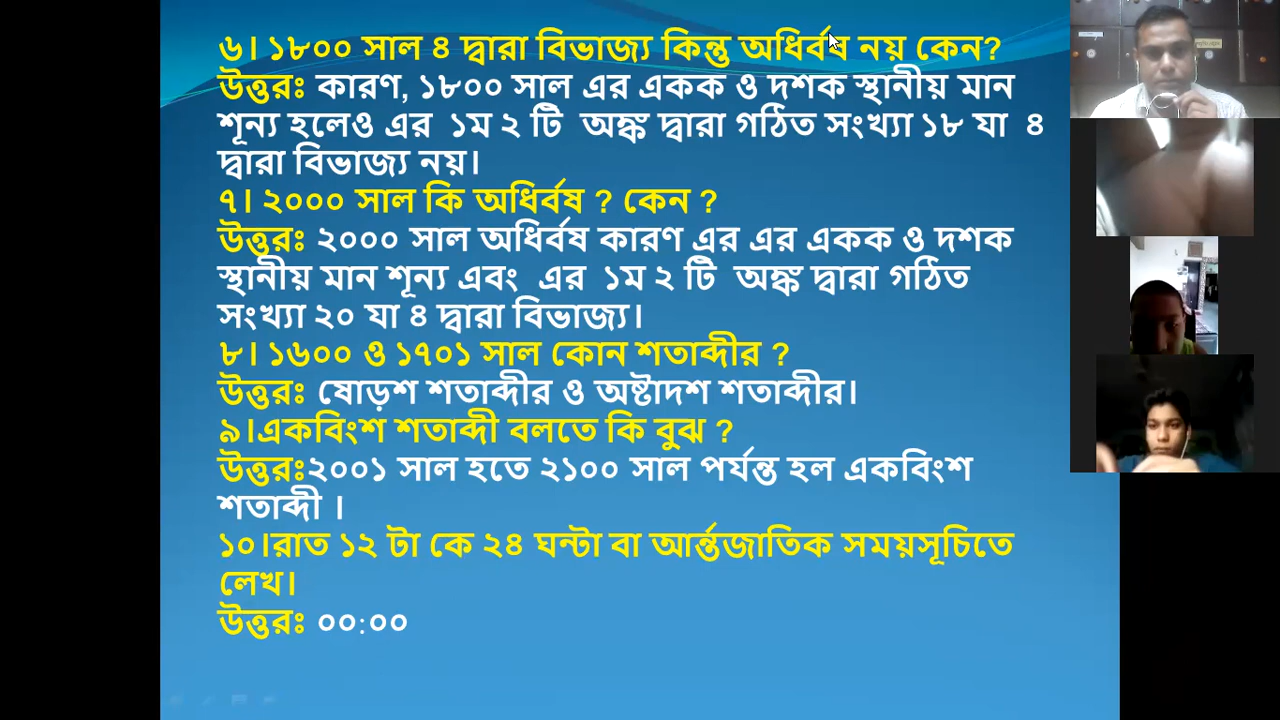 ৬। ১৮০০ সাল ৪ দ্বারা বিভাজ্য কিন্তু অধির্বষ নয় কেন?
উত্তরঃ কারণ, ১৮০০ সাল এর একক ও দশক স্থানীয় মান
শূন্য হলেও এর ১ম ২ টি অঙ্ক দ্বারা গঠিত সংখ্যা ১৮ যা ৪
দ্বারা বিভাজ্য নয়।
৭। ২০০০ সাল কি অধির্বষ ? কেন ?
উত্তরঃ ২০০০ সাল অধির্বষ কারণ এর এর একক ও দশক
স্থানীয় মান শূন্য এবং এর ১ম ২ টি অঙ্ক দ্বারা গঠিত
সংখ্যা ২০ যা ৪ দ্বারা বিভাজ্য।
৮। ১৬০০ ও ১৭০১ সাল কোন শতাব্দীর ?
উত্তরঃ ষোড়শ শতাব্দীর ও অষ্টাদশ শতাব্দীর।
৯।একবিংশ শতাব্দী বলতে কি বুঝ ?
উত্তরঃ২০০১ সাল হতে ২১০০ সাল পর্যন্ত হল একবিংশ
শতাব্দী ।
১০।রাত ১২ টা কে ২৪ ঘন্টা বা আর্ন্তজাতিক সময়সূচিতে
লেখ।
উত্তরঃ ০০:০০